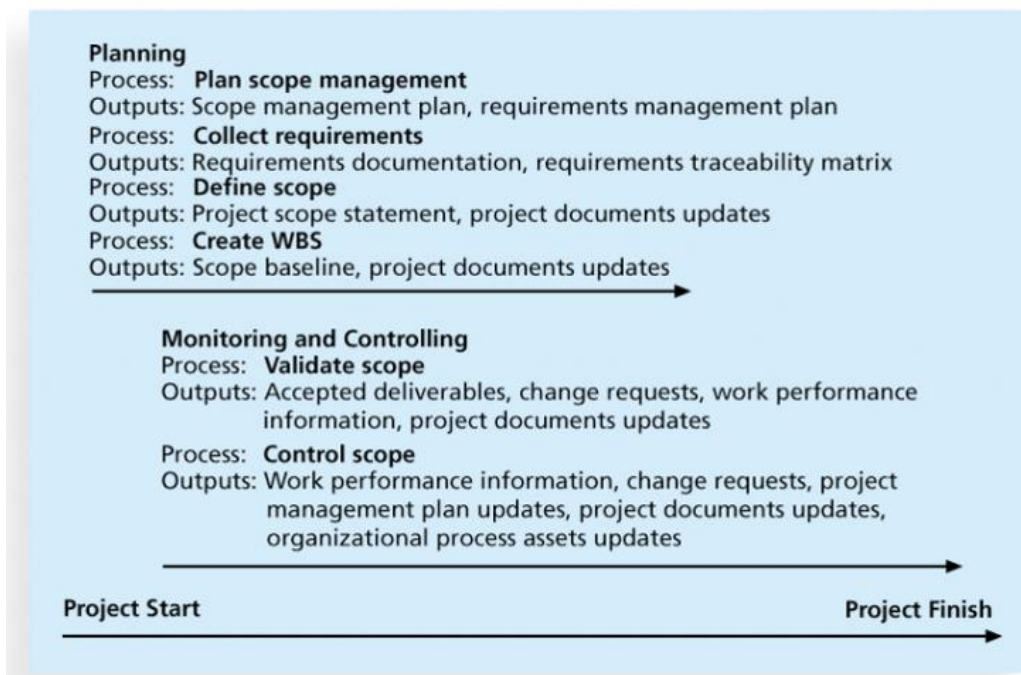 Planning
Process: Plan scope management
Outputs: Scope management plan, requirements management plan
Process: Collect requirements
Outputs: Requirements documentation, requirements traceability matrix
Process: Define scope
Outputs: Project scope statement, project documents updates
Process: Create WBS
Outputs: Scope baseline, project documents updates
Monitoring and Controlling
Process: Validate scope
Outputs: Accepted deliverables, change requests, work performance
information, project documents updates
Process: Control scope
Outputs: Work performance information, change requests, project
management plan updates, project documents updates,
organizational process assets updates
Project Start Project Finish